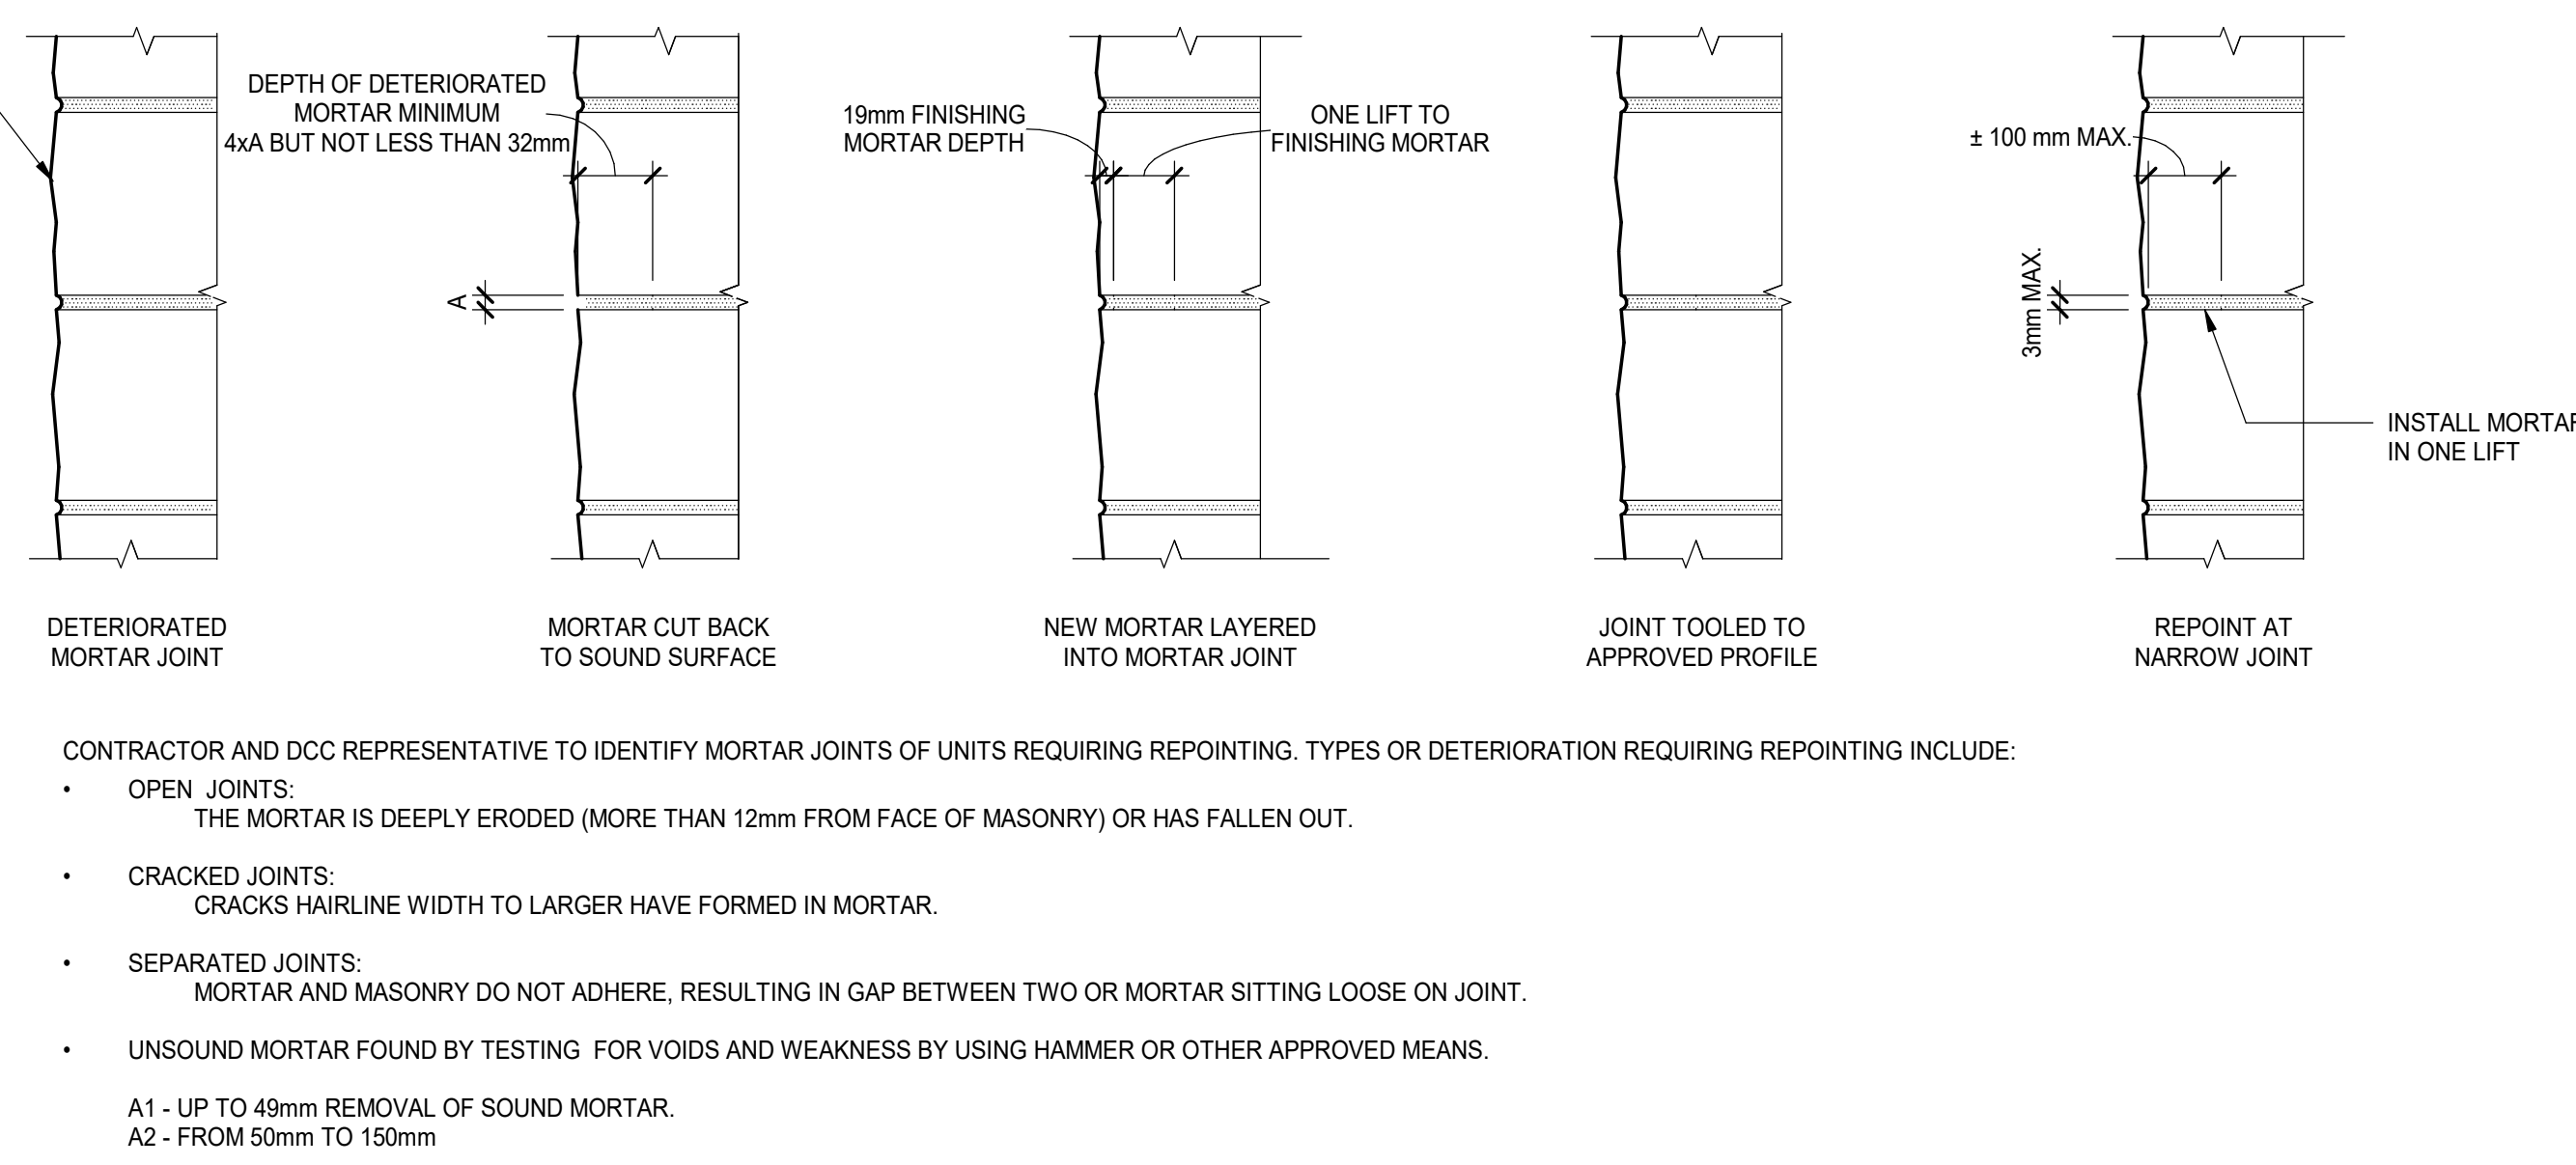 DEPTH OF DETERIORATED
MORTAR MINIMUM
4xA BUT NOT LESS THAN 32mm
A
19mm FINISHING
MORTAR DEPTH
ONE LIFT TO
FINISHING MORTAR
± 100 mm MAX.
3mm MAX.
INSTALL MORTAR
IN ONE LIFT
DETERIORATED
MORTAR JOINT
MORTAR CUT BACK
TO SOUND SURFACE
NEW MORTAR LAYERED
INTO MORTAR JOINT
JOINT TOOLED TO
APPROVED PROFILE
REPOINT AT
NARROW JOINT
CONTRACTOR AND DCC REPRESENTATIVE TO IDENTIFY MORTAR JOINTS OF UNITS REQUIRING REPOINTING. TYPES OR DETERIORATION REQUIRING REPOINTING INCLUDE:
• OPEN JOINTS:
THE MORTAR IS DEEPLY ERODED (MORE THAN 12mm FROM FACE OF MASONRY) OR HAS FALLEN OUT.
• CRACKED JOINTS:
CRACKS HAIRLINE WIDTH TO LARGER HAVE FORMED IN MORTAR.
• SEPARATED JOINTS:
MORTAR AND MASONRY DO NOT ADHERE, RESULTING IN GAP BETWEEN TWO OR MORTAR SITTING LOOSE ON JOINT.
• UNSOUND MORTAR FOUND BY TESTING FOR VOIDS AND WEAKNESS BY USING HAMMER OR OTHER APPROVED MEANS.
A1 - UP TO 49mm REMOVAL OF SOUND MORTAR.
A2 - FROM 50mm TO 150mm